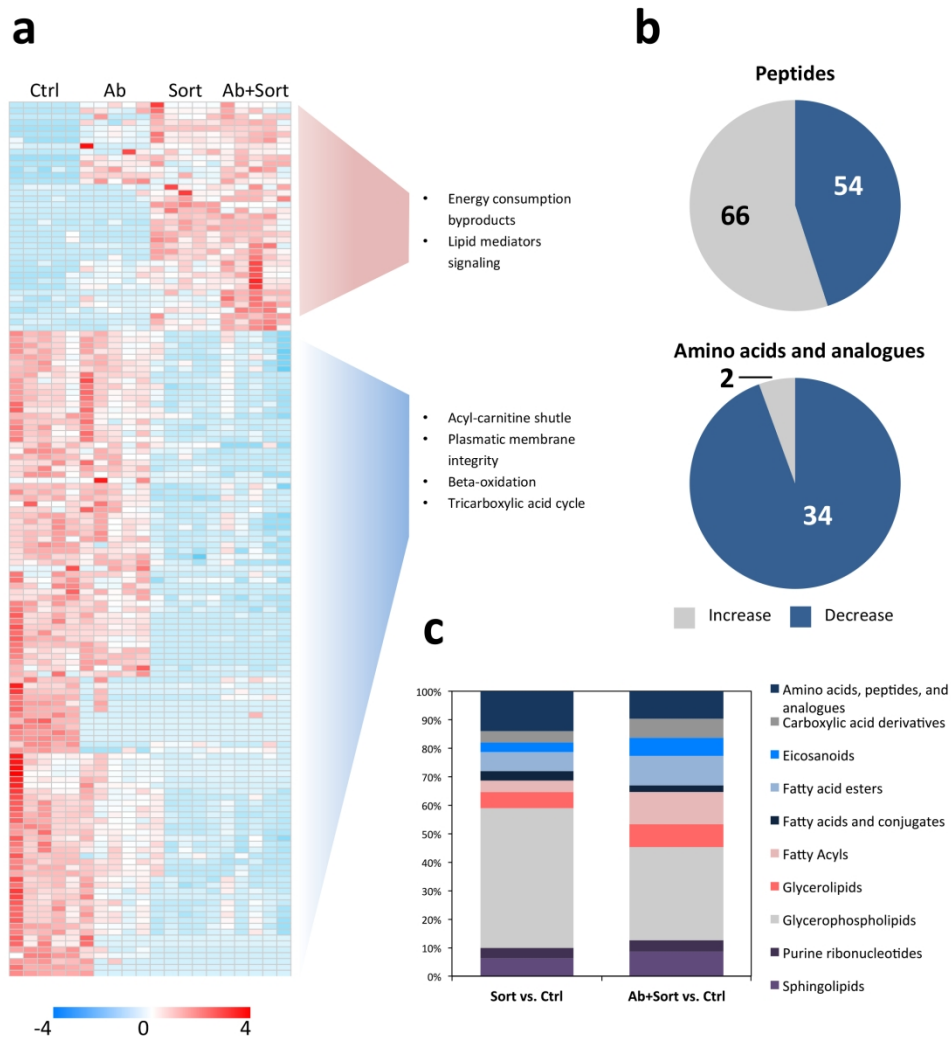 a
Ctrl
Ab
Sort
Ab+Sort
• Energy consumption
byproducts
• Lipid mediators
signaling
• Acyl-carnitine shutle
• Plasmatic membrane
integrity
• Beta-oxidation
• Tricarboxylic acid cycle
-4
0
4
b
Peptides
54
66
Amino acids and analogues
2
34
Increase
Decrease
c
100%
90%
80%
70%
60%
50%
40%
30%
20%
10%
0%
Sort vs. Ctrl
Ab+Sort vs. Ctrl
Amino acids, peptides, and
analogues
Carboxylic acid derivatives
Eicosanoids
Fatty acid esters
Fatty acids and conjugates
Fatty Acyls
Glycerolipids
Glycerophospholipids
Purine ribonucleotides
Sphingolipids